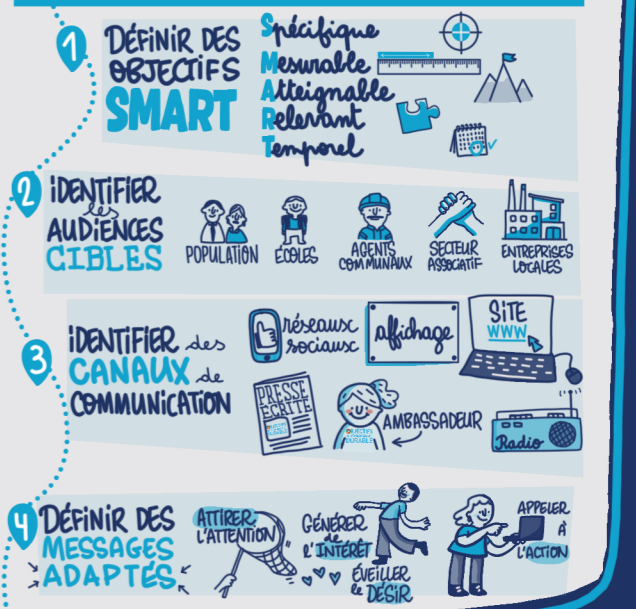 1
DÉFINIR DES
OBJECTIFS
SMART
Spécifique
Mesurable
Atteignable
Relevant
Temporel
2
IDENTIFIER
les
AUDIENCES
CIBLES
POPULATION
ÉCOLES
AGENTS
COMMUNAUX
SECTEUR
ASSOCIATIF
ENTREPRISES
LOCALES
3
IDENTIFIER des
CANAUX de
COMMUNICATION
réseaux
sociaux
affichage
SITE
WWW
PRESSE
ÉCRITE
AMBASSADEUR
Radio
4
DÉFINIR DES
MESSAGES
ADAPTÉS
ATTIRER
L'ATTENTION
GÉNÉRER
de
l'INTÉRÊT
ÉVEILLER
le DÉSIR
APPELER
À
L'ACTION